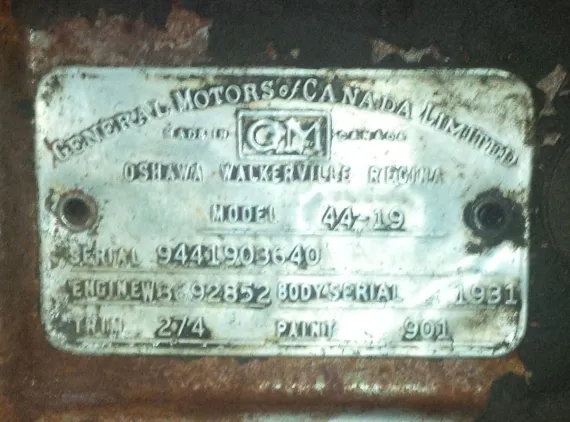 GENERAL MOTORS of CANADA LIMITED
MADE IN GM CANADA
OSHAWA WALKERVILLE REGINA
MODEL 44-19
SERIAL 9441903640
ENGINE 92852 BODY SERIAL 1931
TRIM 274 PAINT 901